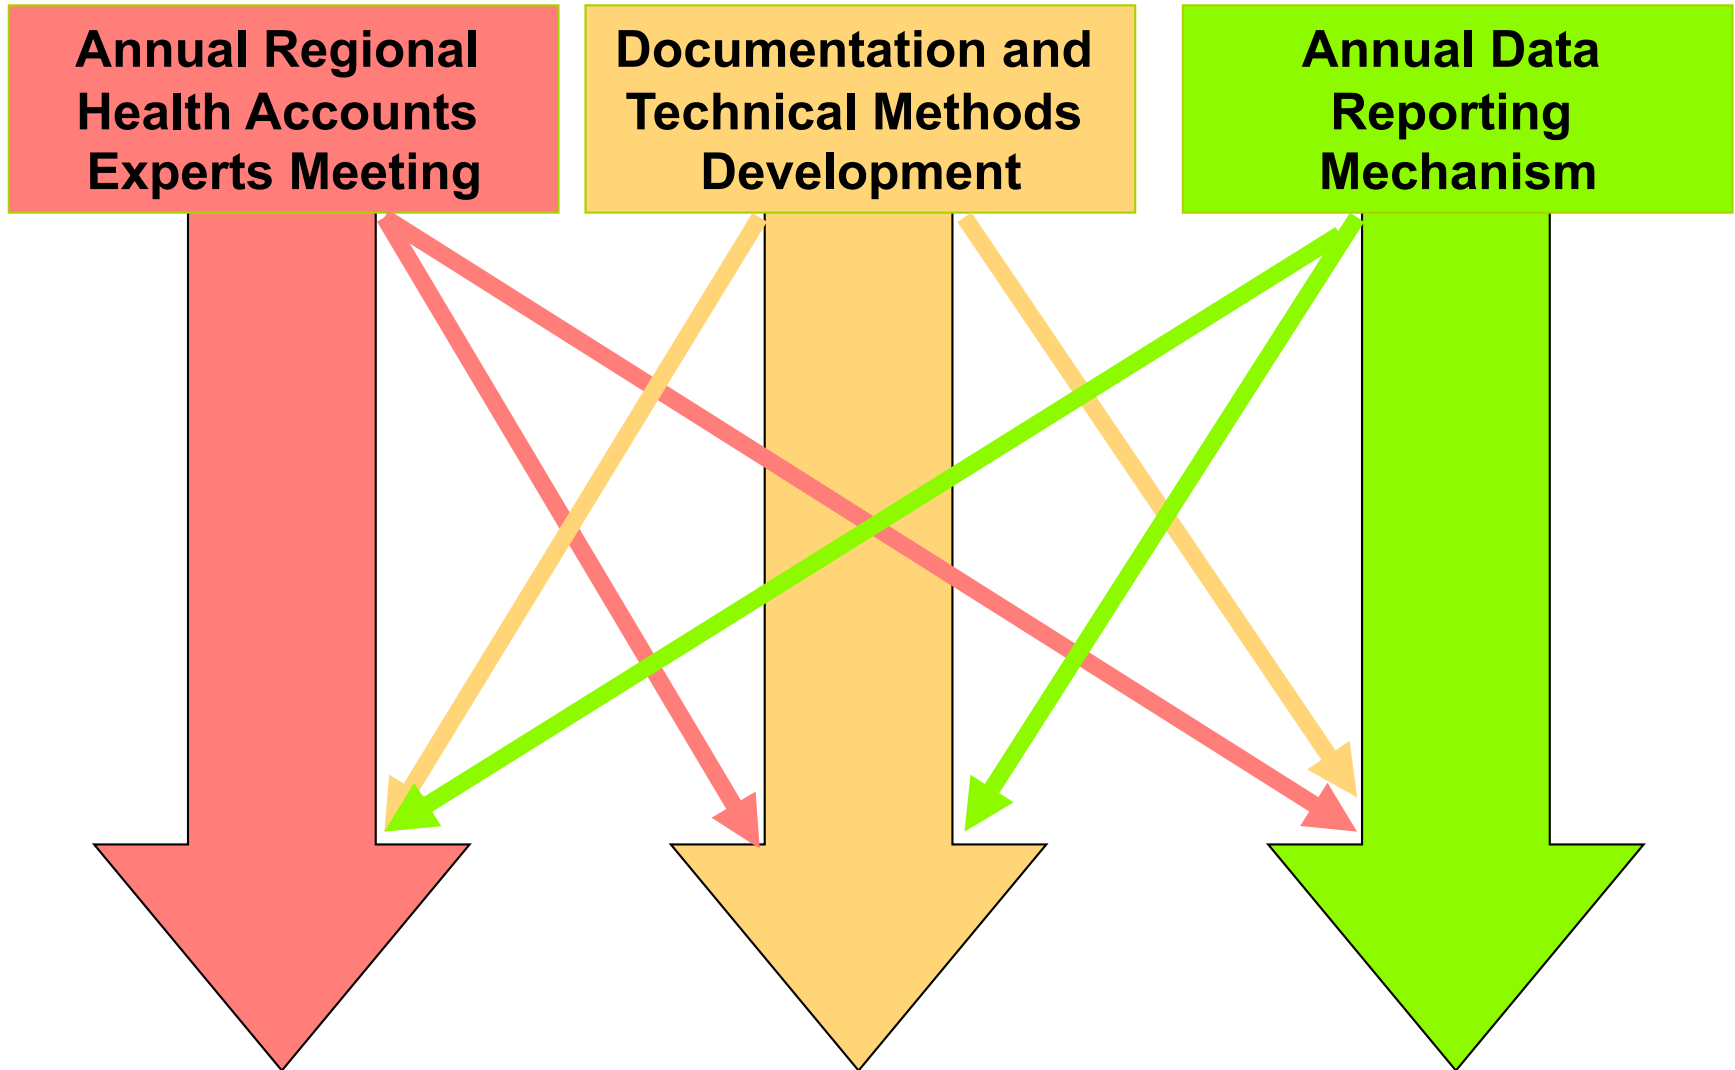 Annual Regional
Health Accounts
Experts Meeting
Documentation and
Technical Methods
Development
Annual Data
Reporting
Mechanism